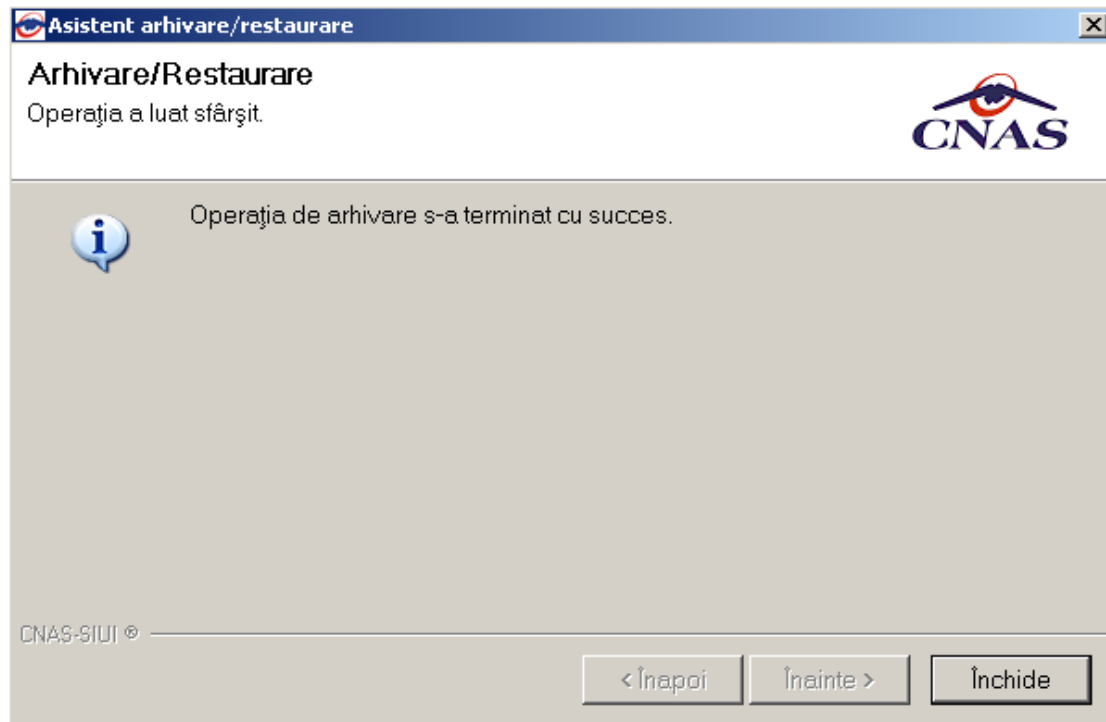 Asistent arhivare/restaurare
Arhivare/Restaurare
Operaţia a luat sfârşit.
CNAS
Operaţia de arhivare s-a terminat cu succes.
CNAS-SIUI ®
< Înapoi
Înainte >
Închide